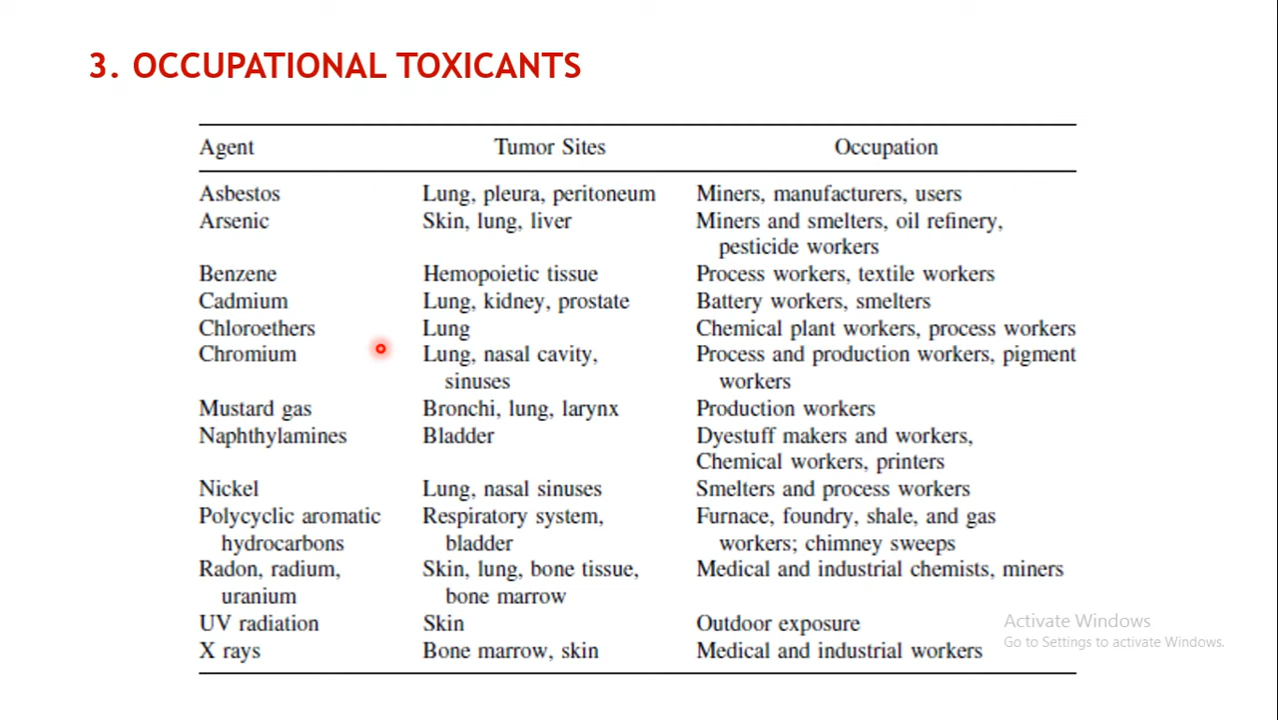 3. OCCUPATIONAL TOXICANTS
Agent Tumor Sites Occupation
Asbestos Lung, pleura, peritoneum Miners, manufacturers, users
Arsenic Skin, lung, liver Miners and smelters, oil refinery,
pesticide workers
Benzene Hemopoietic tissue Process workers, textile workers
Cadmium Lung, kidney, prostate Battery workers, smelters
Chloroethers Lung Chemical plant workers, process workers
Chromium Lung, nasal cavity, Process and production workers, pigment
sinuses workers
Mustard gas Bronchi, lung, larynx Production workers
Naphthylamines Bladder Dyestuff makers and workers,
Chemical workers, printers
Nickel Lung, nasal sinuses Smelters and process workers
Polycyclic aromatic Respiratory system, Furnace, foundry, shale, and gas
hydrocarbons bladder workers; chimney sweeps
Radon, radium, Skin, lung, bone tissue, Medical and industrial chemists, miners
uranium bone marrow
UV radiation Skin Outdoor exposure
X rays Bone marrow, skin Medical and industrial workers
Activate Windows
Go to Settings to activate Windows.